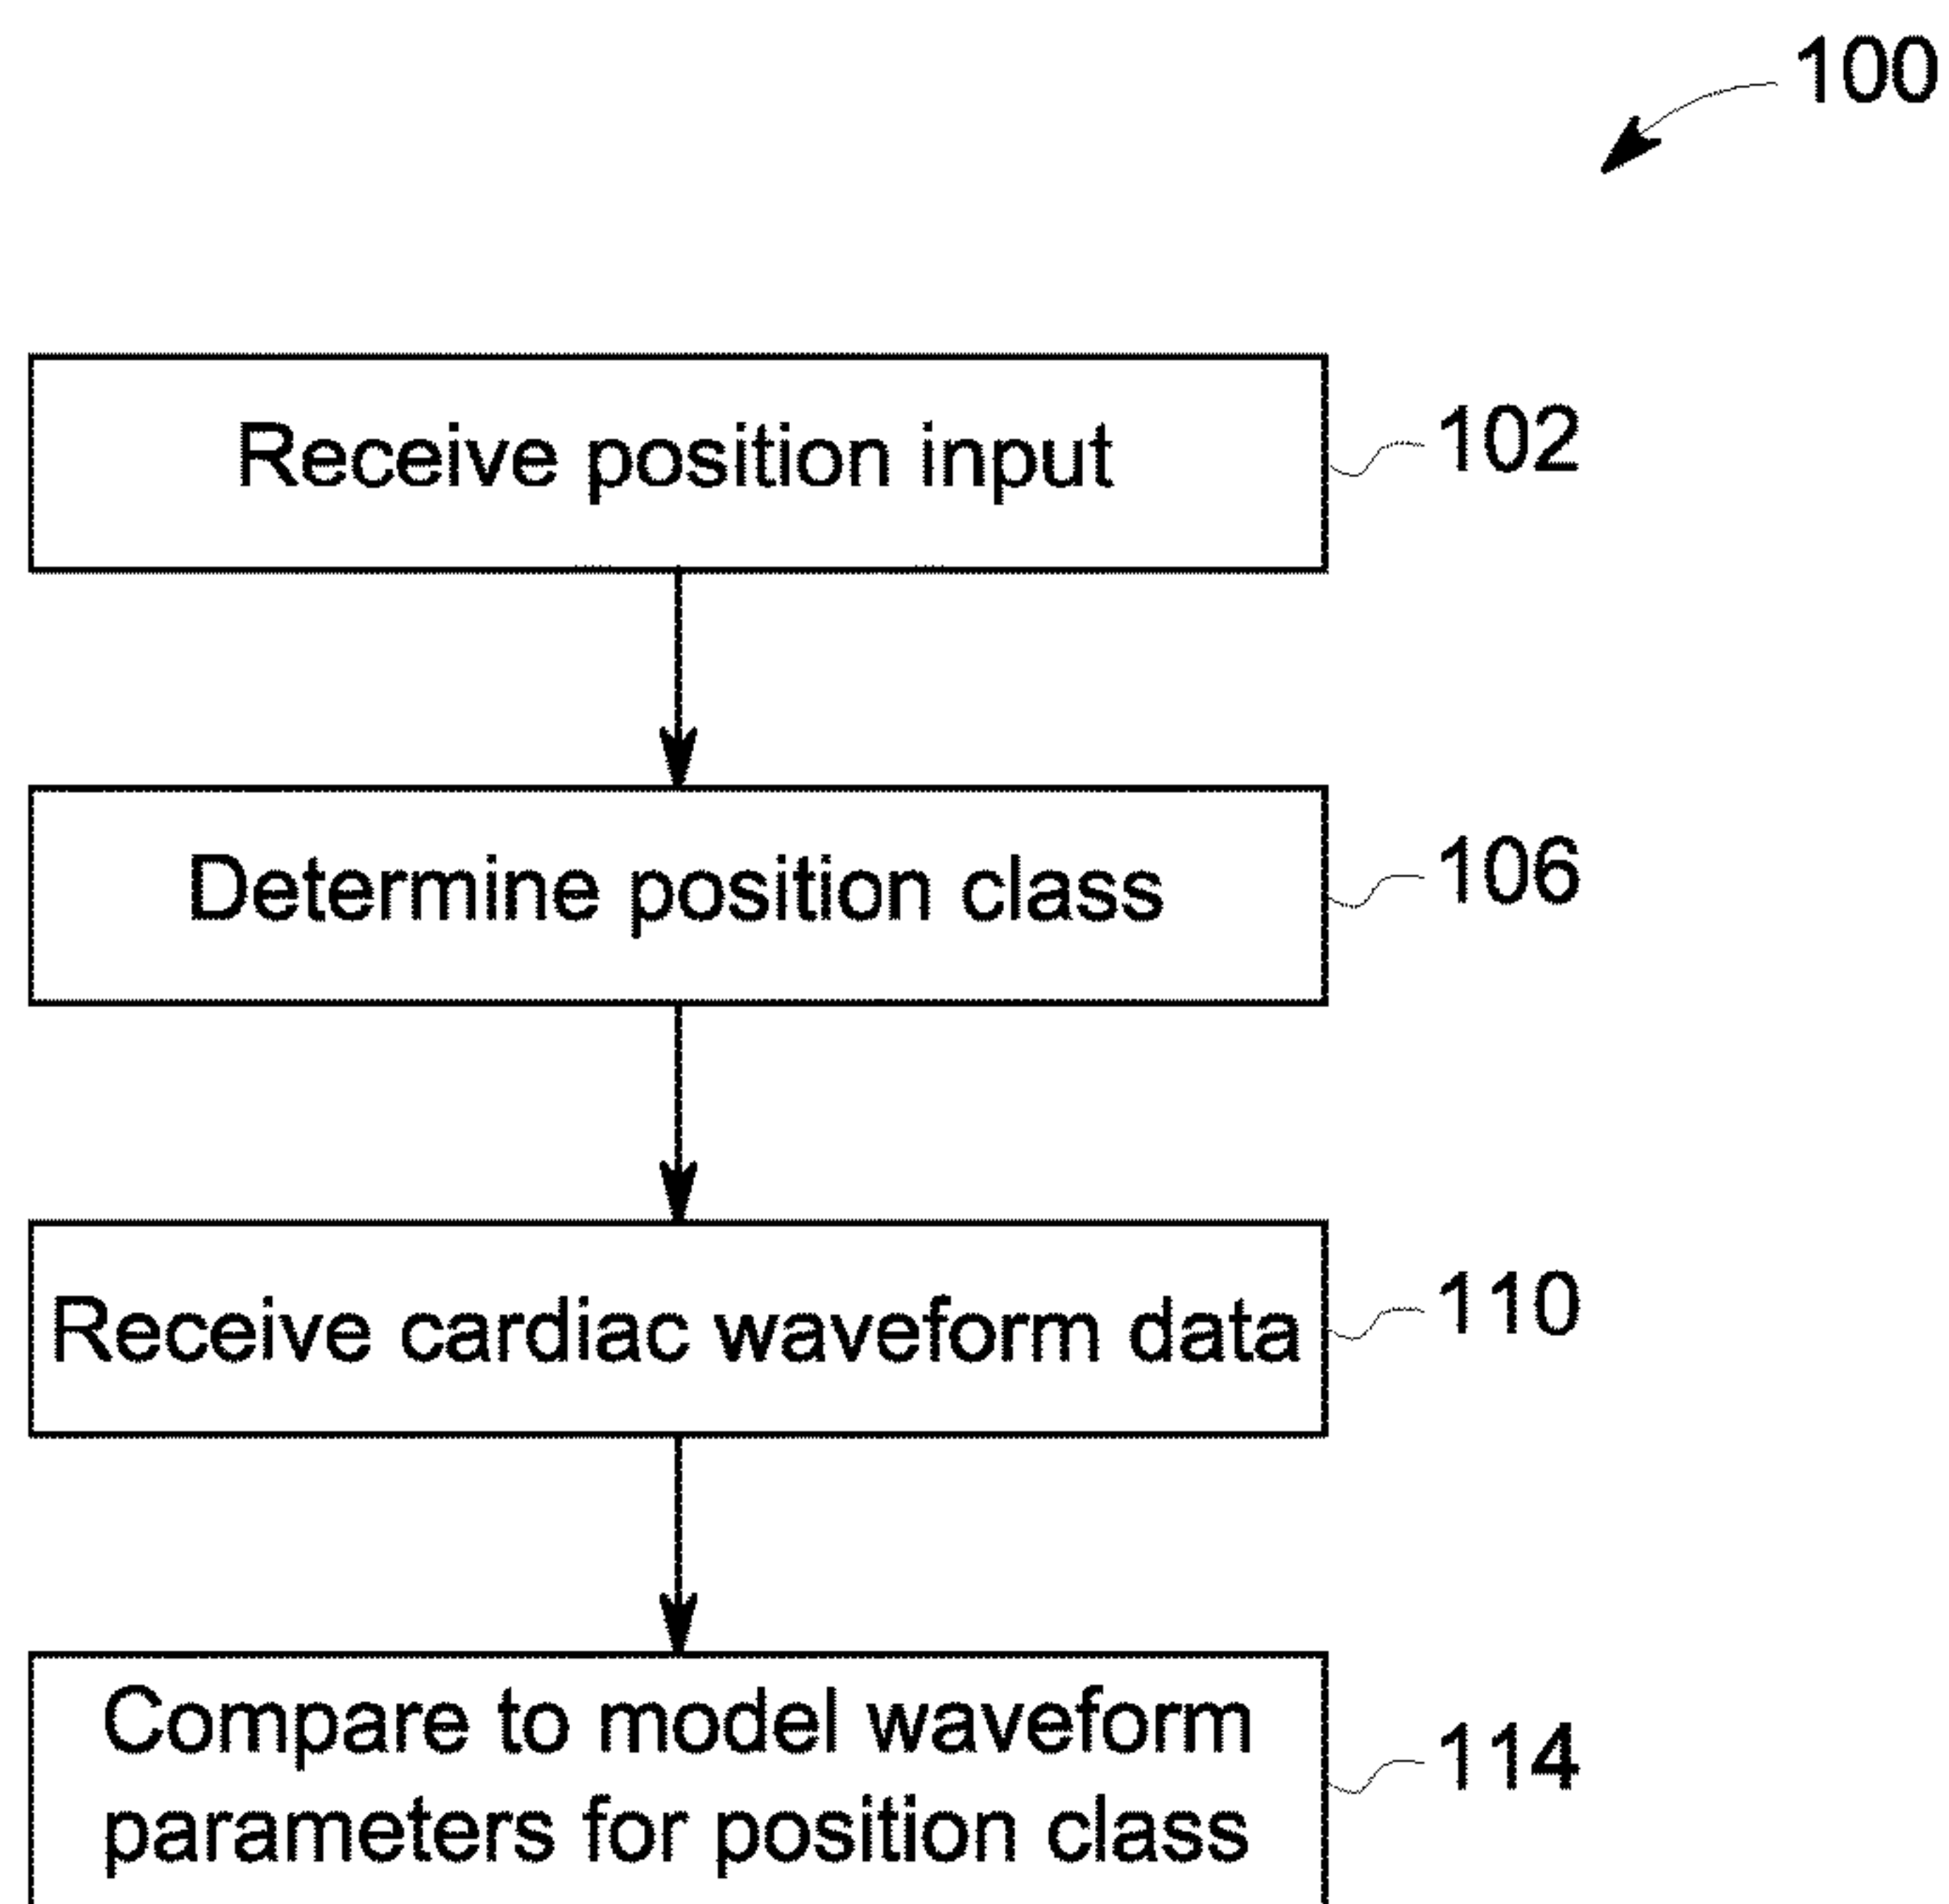 100
Receive position input
102
Determine position class
106
Receive cardiac waveform data
110
Compare to model waveform
parameters for position class
114